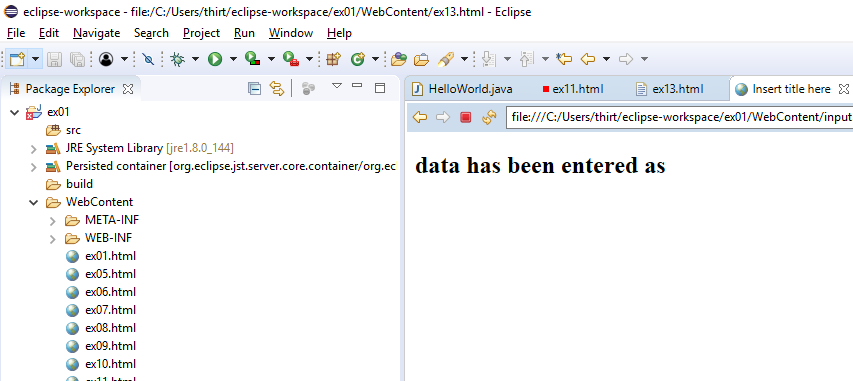 eclipse-workspace - file:/C:/Users/thirt/eclipse-workspace/ex01/WebContent/ex13.html - Eclipse
File Edit Navigate Search Project Run Window Help
Package Explorer
HelloWorld.java ex11.html ex13.html Insert title here
ex01
file:///C:/Users/thirt/eclipse-workspace/ex01/WebContent/input
src
JRE System Library [jre1.8.0_144]
Persisted container [org.eclipse.jst.server.core.container/org.ec
data has been entered as
build
WebContent
META-INF
WEB-INF
ex01.html
ex05.html
ex06.html
ex07.html
ex08.html
ex09.html
ex10.html
ex11.html